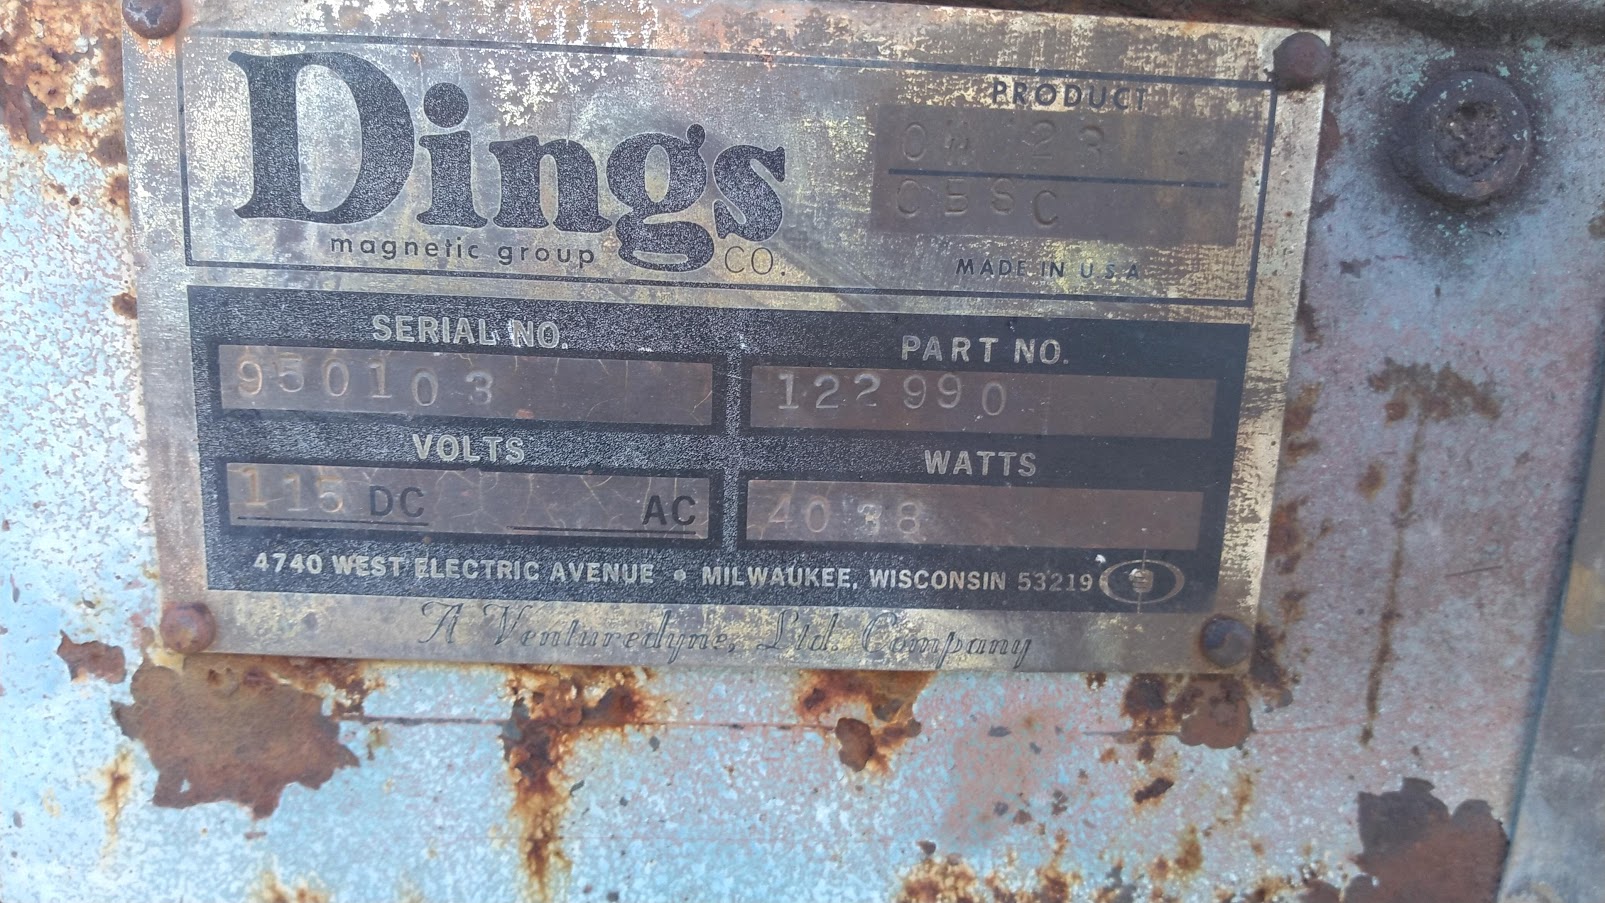 Dings
magnetic group CO.
PRODUCT
CBSC
MADE IN U.S.A
SERIAL NO.
950103
PART NO.
122990
VOLTS
115 DC AC
WATTS
4038
4740 WEST ELECTRIC AVENUE • MILWAUKEE, WISCONSIN 53219
A Venturedyne, Ltd. Company